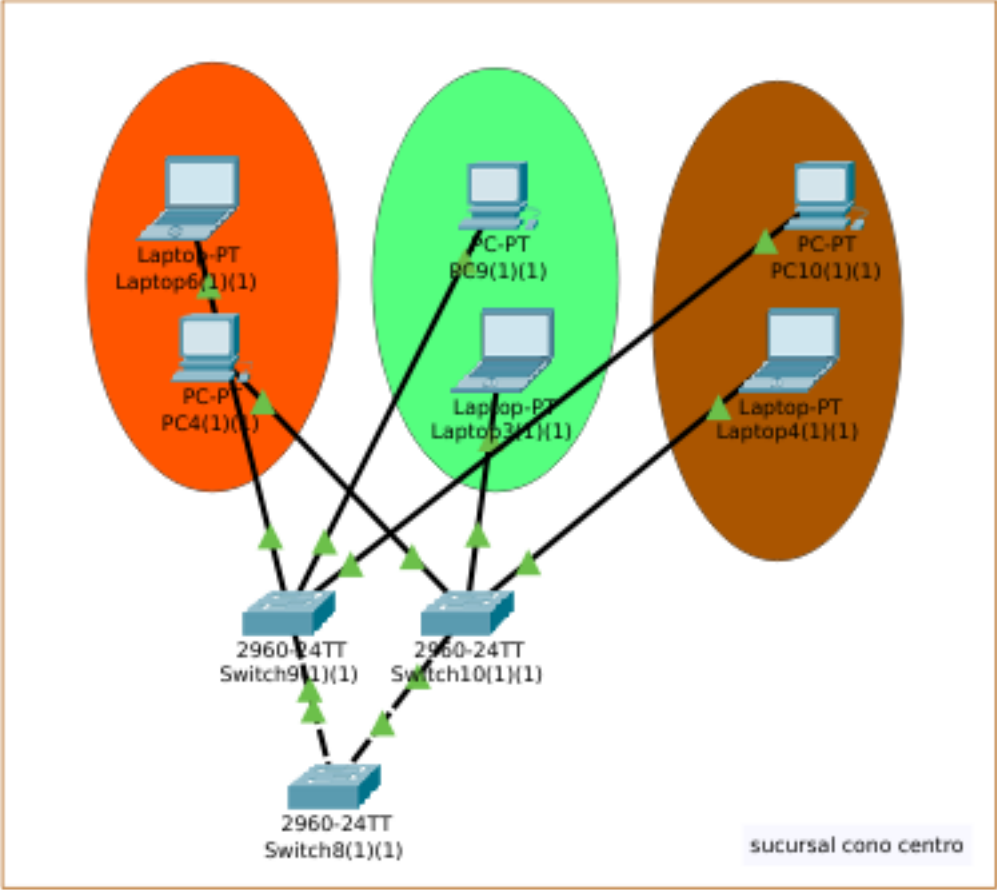 Laptop-PT
Laptop6(1)(1)
PC-PT
PC4(1)(1)
PC-PT
PC9(1)(1)
Laptop-PT
Laptop3(1)(1)
PC-PT
PC10(1)(1)
Laptop-PT
Laptop4(1)(1)
2960-24TT
Switch9(1)(1)
2960-24TT
Switch10(1)(1)
2960-24TT
Switch8(1)(1)
sucursal cono centro